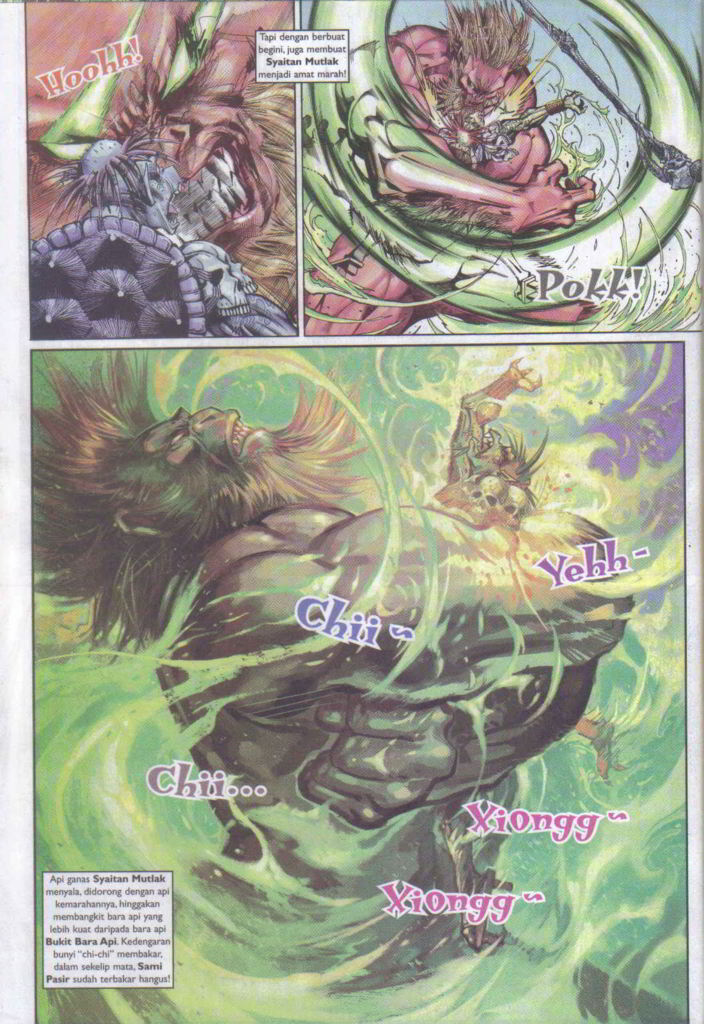 Hoohh!
Tapi dengan berbuat
begini, juga membuat
Syaitan Mutlak
menjadi amat marah!
Pokk!
Yehh~
Chii~
Chii...
Xiongg~
Xiongg~
Api ganas Syaitan Mutlak
menyala, didorong dengan api
kemarahannya, hinggakan
membangkit bara api yang
lebih kuat daripada bara api
Bukit Bara Api. Kedengaran
bunyi "chi-chi" membakar,
dalam sekelip mata, Sami
Pasir sudah terbakar hangus!